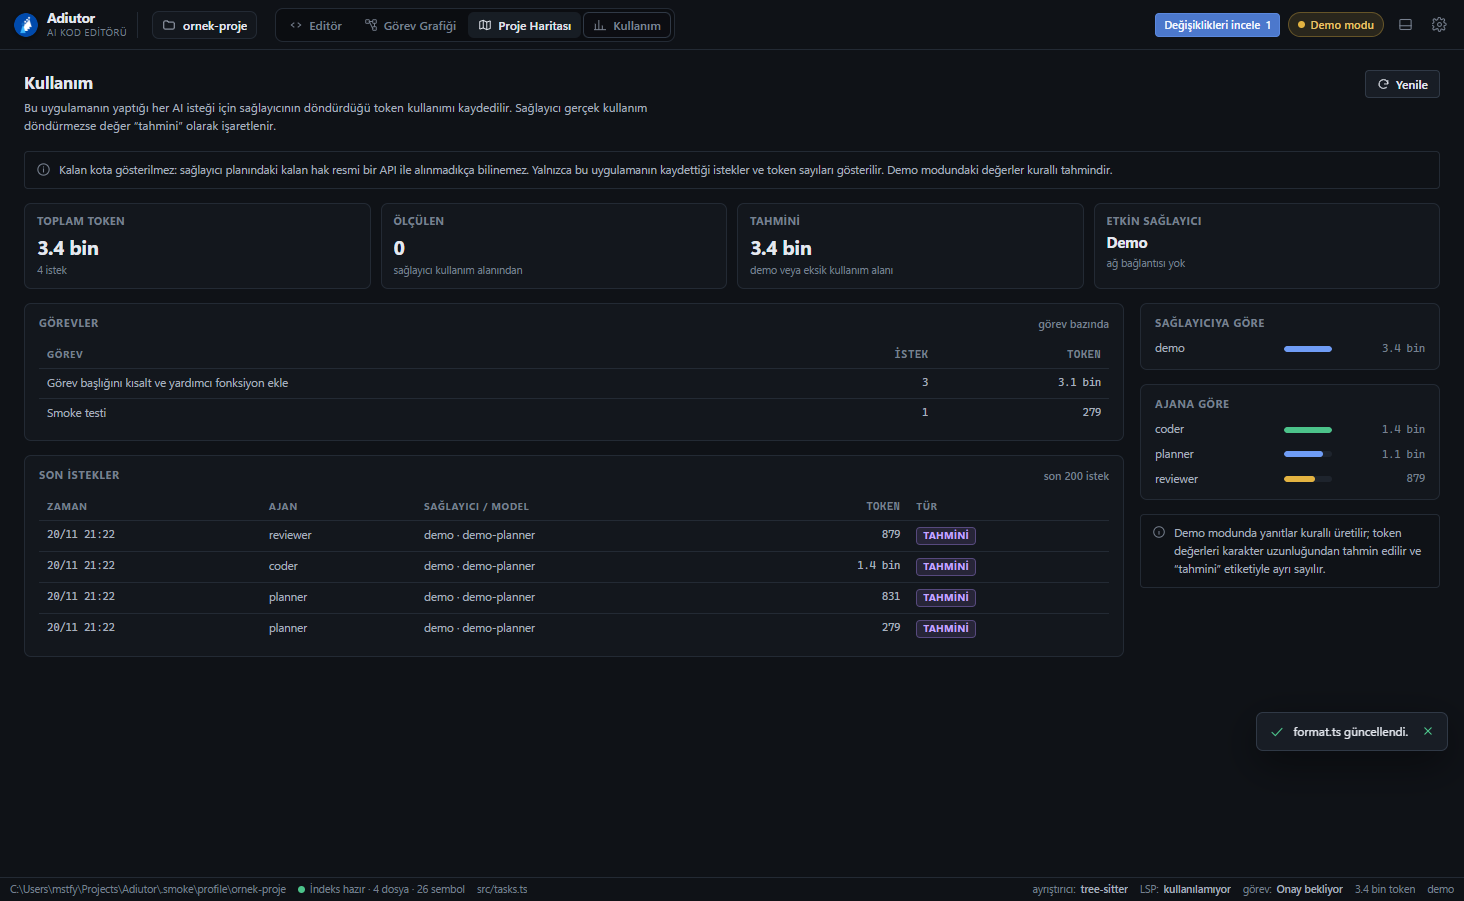 Adiutor
AI KOD EDİTÖRÜ
ornek-proje
Editör
Görev Grafiği
Proje Haritası
Kullanım
Değişiklikleri incele 1
Demo modu
Kullanım
Yenile
Bu uygulamanın yaptığı her AI isteği için sağlayıcının döndürdüğü token kullanımı kaydedilir. Sağlayıcı gerçek kullanım
döndürmezse değer “tahmini” olarak işaretlenir.
Kalan kota gösterilmez: sağlayıcı planındaki kalan hak resmi bir API ile alınmadıkça bilinemez. Yalnızca bu uygulamanın kaydettiği istekler ve token sayıları gösterilir. Demo modundaki değerler kurallı tahmindir.
TOPLAM TOKEN
3.4 bin
4 istek
ÖLÇÜLEN
0
sağlayıcı kullanım alanından
TAHMİNİ
3.4 bin
demo veya eksik kullanım alanı
ETKİN SAĞLAYICI
Demo
ağ bağlantısı yok
GÖREVLER
görev bazında
GÖREV İSTEK TOKEN
Görev başlığını kısalt ve yardımcı fonksiyon ekle 3 3.1 bin
Smoke testi 1 279
SON İSTEKLER
son 200 istek
ZAMAN AJAN SAĞLAYICI / MODEL TOKEN TÜR
20/11 21:22 reviewer demo · demo-planner 879 TAHMİNİ
20/11 21:22 coder demo · demo-planner 1.4 bin TAHMİNİ
20/11 21:22 planner demo · demo-planner 831 TAHMİNİ
20/11 21:22 planner demo · demo-planner 279 TAHMİNİ
SAĞLAYICIYA GÖRE
demo 3.4 bin
AJANA GÖRE
coder 1.4 bin
planner 1.1 bin
reviewer 879
Demo modunda yanıtlar kurallı üretilir; token
değerleri karakter uzunluğundan tahmin edilir ve
“tahmini” etiketiyle ayrı sayılır.
format.ts güncellendi.
C:\Users\mstfy\Projects\Adiutor\.smoke\profile\ornek-proje
İndeks hazır · 4 dosya · 26 sembol
src/tasks.ts
ayrıştırıcı: tree-sitter
LSP: kullanılamıyor
görev: Onay bekliyor
3.4 bin token
demo